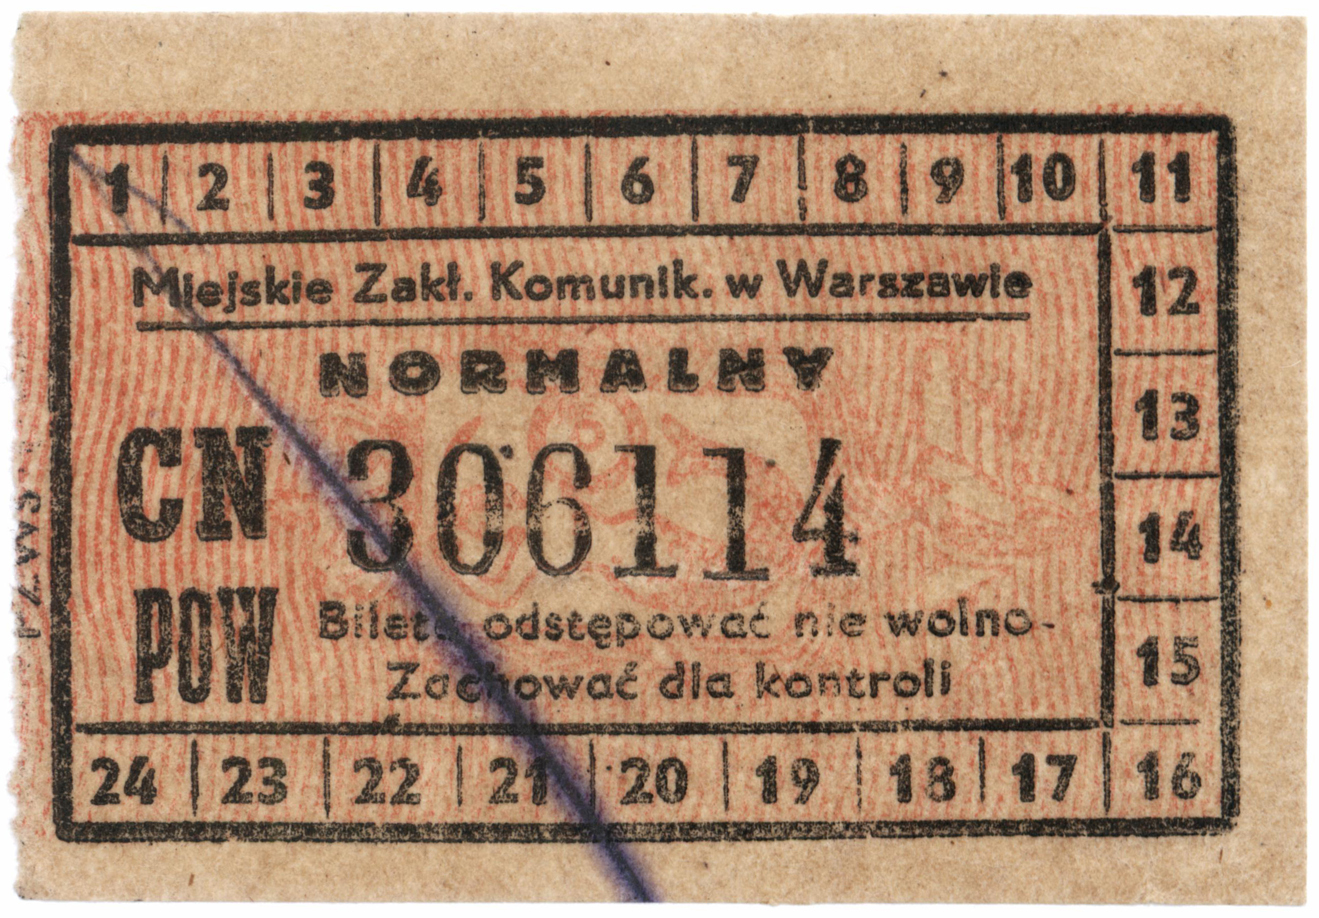 1 2 3 4 5 6 7 8 9 10 11
Miejskie Zakł. Komunik. w Warszawie
12
NORMALNY
13
CN 306114
14
POW Biletu odstępować nie wolno-
Zachować dla kontroli
15
24 23 22 21 20 19 18 17 16
PZWS